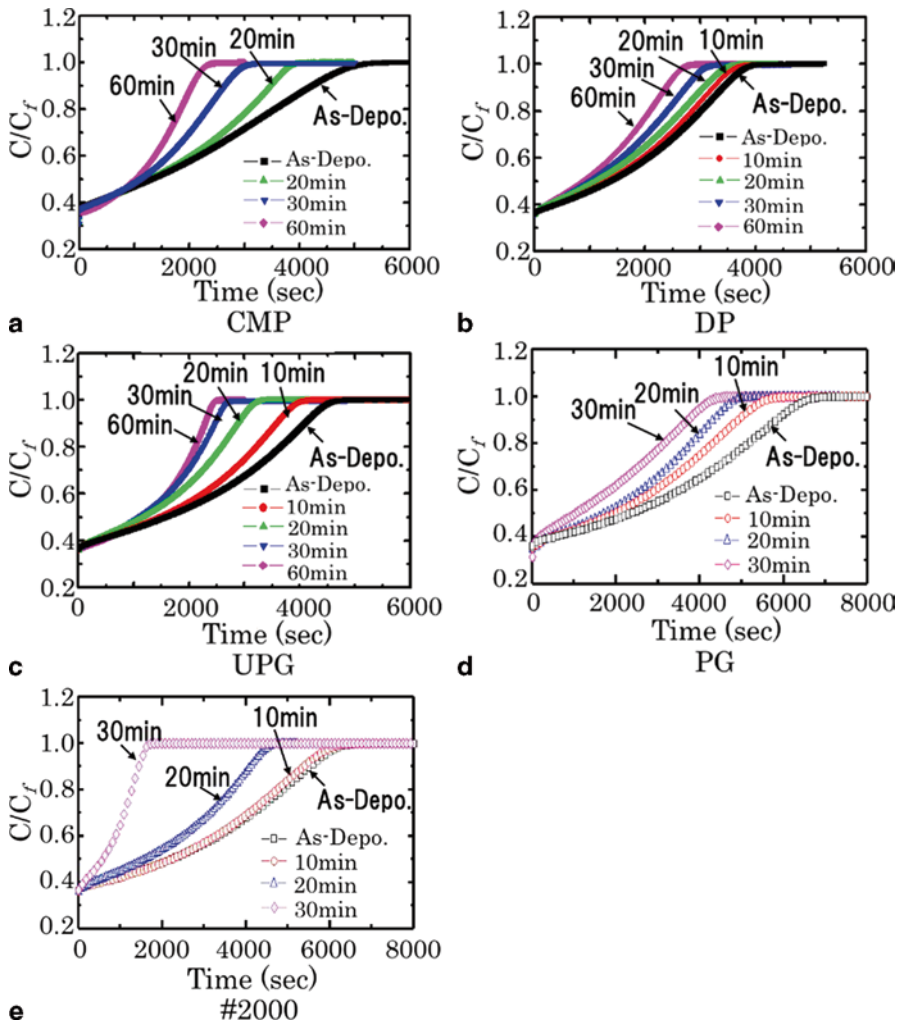 1.2
1.0
0.8
0.6
0.4
0.2
C/Cf
30min
20min
60min
As-Depo.
As-Depo.
20min
30min
60min
0 2000 4000 6000
Time (sec)
a CMP
1.2
1.0
0.8
0.6
0.4
0.2
C/Cf
20min
10min
30min
60min
As-Depo.
As-Depo.
10min
20min
30min
60min
0 2000 4000 6000
Time (sec)
b DP
1.2
1.0
0.8
0.6
0.4
0.2
C/Cf
20min
10min
30min
60min
As-Depo.
As-Depo.
10min
20min
30min
60min
0 2000 4000 6000
Time (sec)
c UPG
1.2
1.0
0.8
0.6
0.4
0.2
C/Cf
10min
20min
30min
As-Depo.
As-Depo.
10min
20min
30min
0 2000 4000 6000 8000
Time (sec)
d PG
1.2
1.0
0.8
0.6
0.4
0.2
C/Cf
10min
30min
20min
As-Depo.
As-Depo.
10min
20min
30min
0 2000 4000 6000 8000
Time (sec)
e #2000